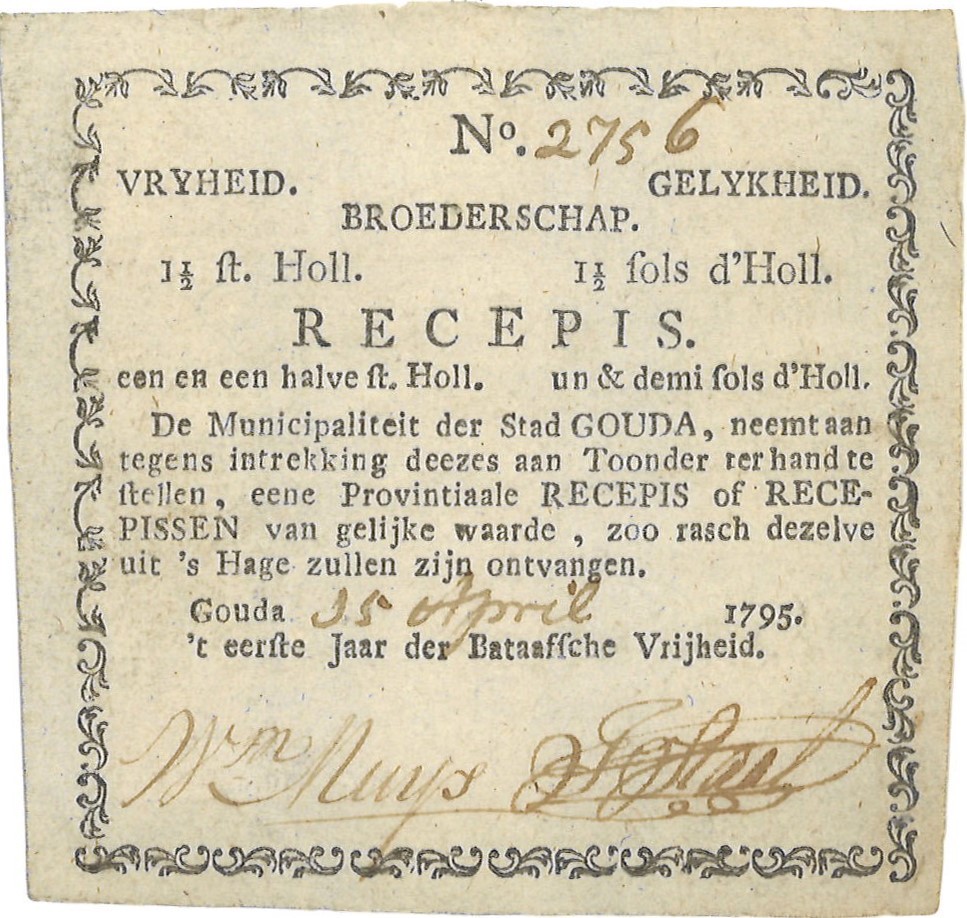 No. 2756
VRYHEID. GELYKHEID.
BROEDERSCHAP.
1½ ſt. Holl. 1½ ſols d'Holl.
RECEPIS.
een en een halve ſt. Holl. un & demi ſols d'Holl.
De Municipaliteit der Stad GOUDA, neemt aan
tegens intrekking deezes aan Toonder ter hand te
ſtellen, eene Provintiaale RECEPIS of RECE-
PISSEN van gelijke waarde, zoo rasch dezelve
uit 's Hage zullen zijn ontvangen.
Gouda 15 April 1795.
't eerſte Jaar der Bataafſche Vrijheid.
Wm Muys